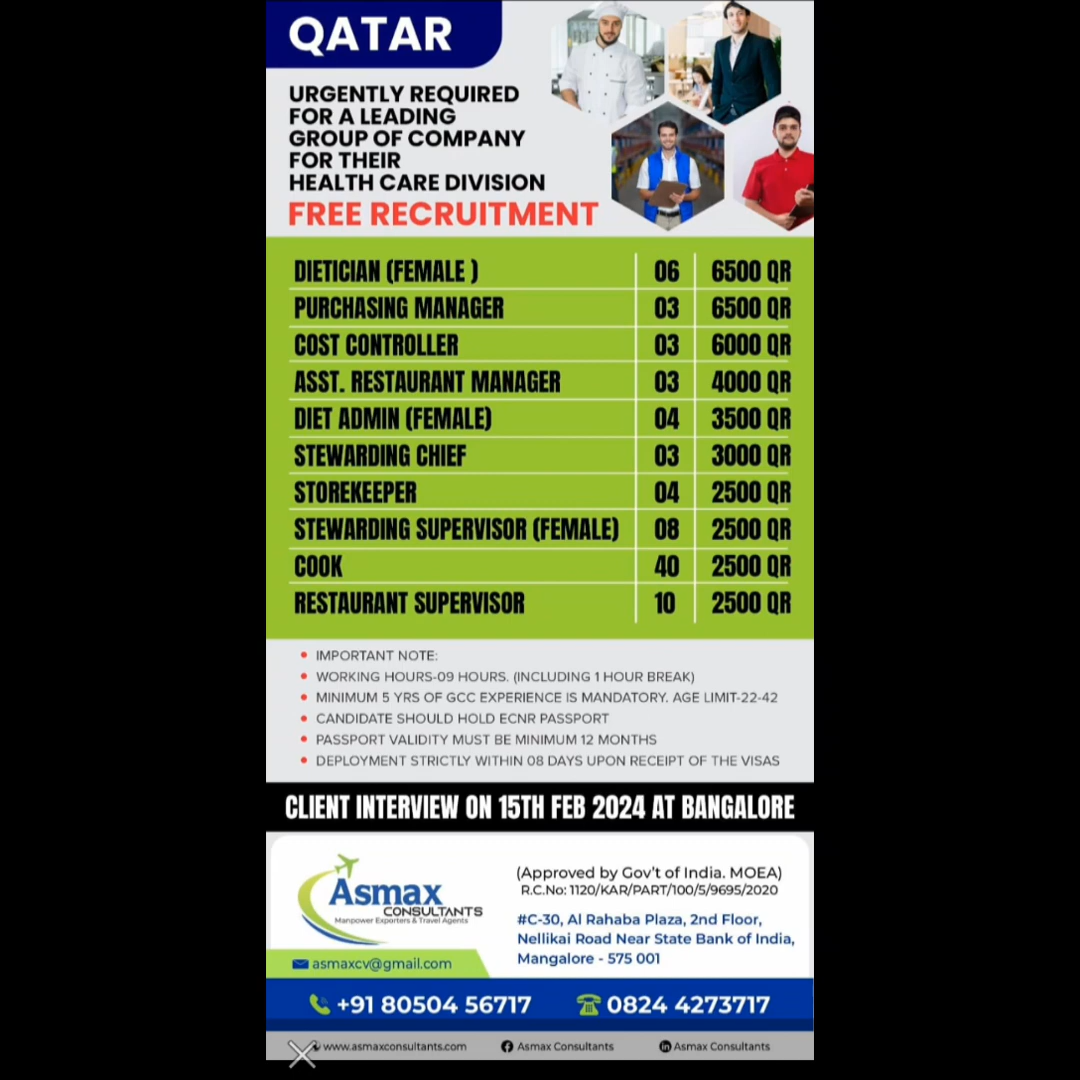 QATAR
URGENTLY REQUIRED
FOR A LEADING
GROUP OF COMPANY
FOR THEIR
HEALTH CARE DIVISION
FREE RECRUITMENT
DIETICIAN (FEMALE ) 06 6500 QR
PURCHASING MANAGER 03 6500 QR
COST CONTROLLER 03 6000 QR
ASST. RESTAURANT MANAGER 03 4000 QR
DIET ADMIN (FEMALE) 04 3500 QR
STEWARDING CHIEF 03 3000 QR
STOREKEEPER 04 2500 QR
STEWARDING SUPERVISOR (FEMALE) 08 2500 QR
COOK 40 2500 QR
RESTAURANT SUPERVISOR 10 2500 QR
• IMPORTANT NOTE:
• WORKING HOURS-09 HOURS. (INCLUDING 1 HOUR BREAK)
• MINIMUM 5 YRS OF GCC EXPERIENCE IS MANDATORY. AGE LIMIT-22-42
• CANDIDATE SHOULD HOLD ECNR PASSPORT
• PASSPORT VALIDITY MUST BE MINIMUM 12 MONTHS
• DEPLOYMENT STRICTLY WITHIN 08 DAYS UPON RECEIPT OF THE VISAS
CLIENT INTERVIEW ON 15TH FEB 2024 AT BANGALORE
Asmax
CONSULTANTS
Manpower Exporters & Travel Agents
asmaxcv@gmail.com
(Approved by Gov't of India. MOEA)
R.C.No: 1120/KAR/PART/100/5/9695/2020
#C-30, Al Rahaba Plaza, 2nd Floor,
Nellikai Road Near State Bank of India,
Mangalore - 575 001
+91 80504 56717 0824 4273717
www.asmaxconsultants.com Asmax Consultants Asmax Consultants